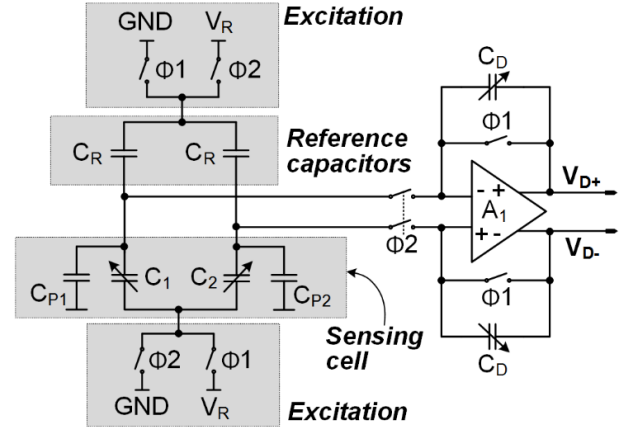 Excitation
GND V_R
Φ1 Φ2
C_D
Φ1
C_R C_R
Reference
capacitors
- +
A_1
+ -
V_D+
V_D-
Φ2
C_P1 C_1 C_2 C_P2
Φ1
C_D
Sensing
cell
Φ2 Φ1
GND V_R
Excitation